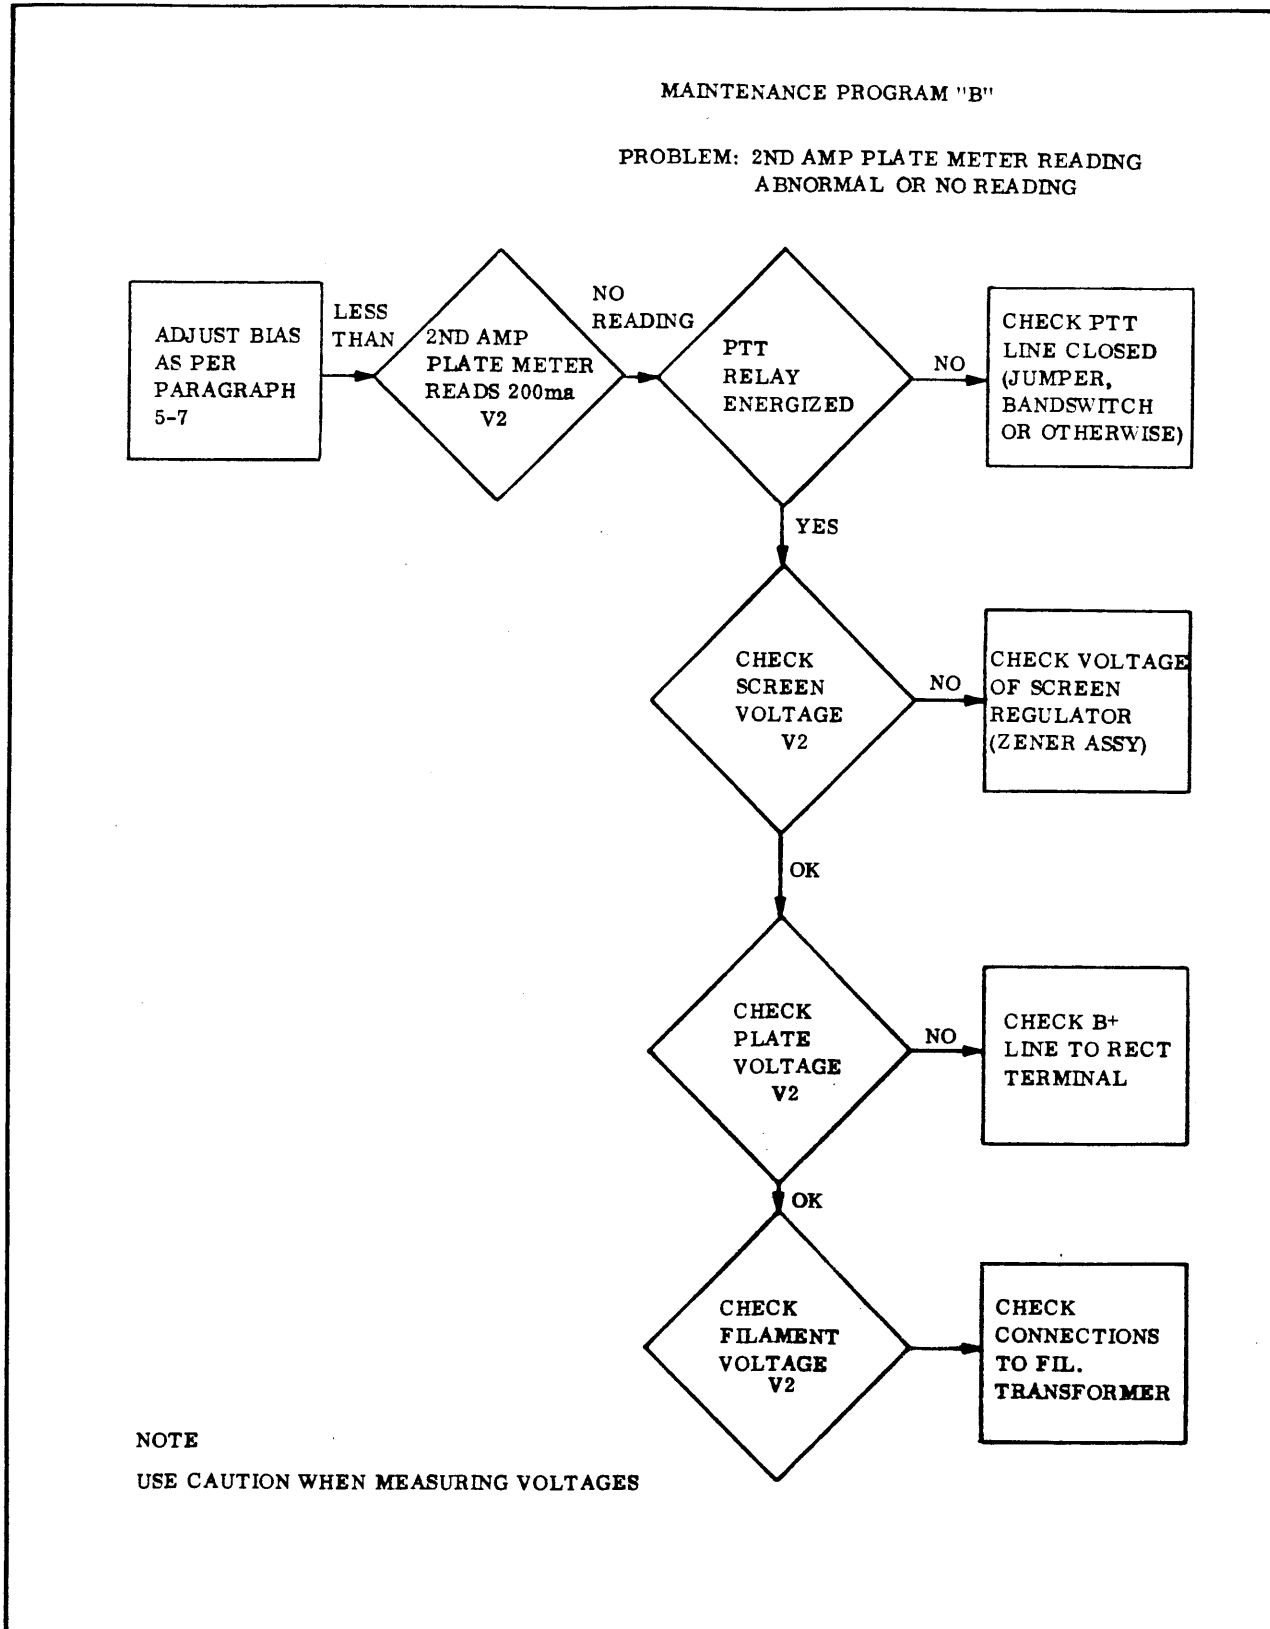 MAINTENANCE PROGRAM "B"
PROBLEM: 2ND AMP PLATE METER READING
ABNORMAL OR NO READING
ADJUST BIAS
AS PER
PARAGRAPH
5-7
LESS
THAN
2ND AMP
PLATE METER
READS 200ma
V2
NO
READING
PTT
RELAY
ENERGIZED
NO
CHECK PTT
LINE CLOSED
(JUMPER,
BANDSWITCH
OR OTHERWISE)
YES
CHECK
SCREEN
VOLTAGE
V2
NO
CHECK VOLTAGE
OF SCREEN
REGULATOR
(ZENER ASSY)
OK
CHECK
PLATE
VOLTAGE
V2
NO
CHECK B+
LINE TO RECT
TERMINAL
OK
CHECK
FILAMENT
VOLTAGE
V2
CHECK
CONNECTIONS
TO FIL.
TRANSFORMER
NOTE
USE CAUTION WHEN MEASURING VOLTAGES